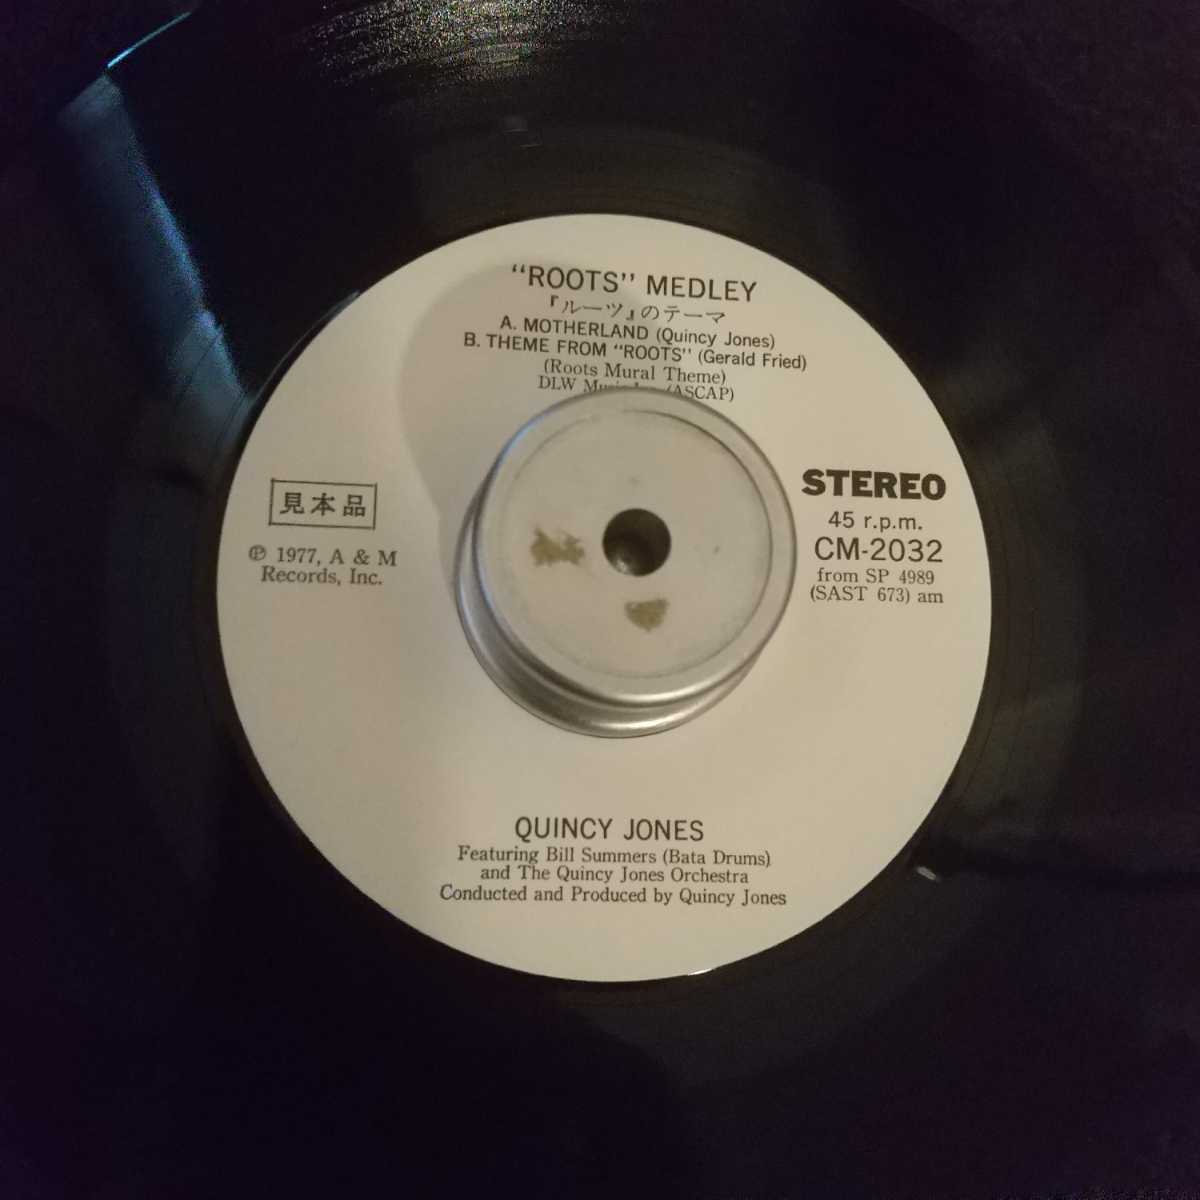 “ROOTS” MEDLEY
『ルーツ』のテーマ
A. MOTHERLAND (Quincy Jones)
B. THEME FROM “ROOTS” (Gerald Fried)
(Roots Mural Theme)
DLW Music (ASCAP)
見本品
℗ 1977, A & M
Records, Inc.
STEREO
45 r.p.m.
CM-2032
from SP 4989
(SAST 673) am
QUINCY JONES
Featuring Bill Summers (Bata Drums)
and The Quincy Jones Orchestra
Conducted and Produced by Quincy Jones